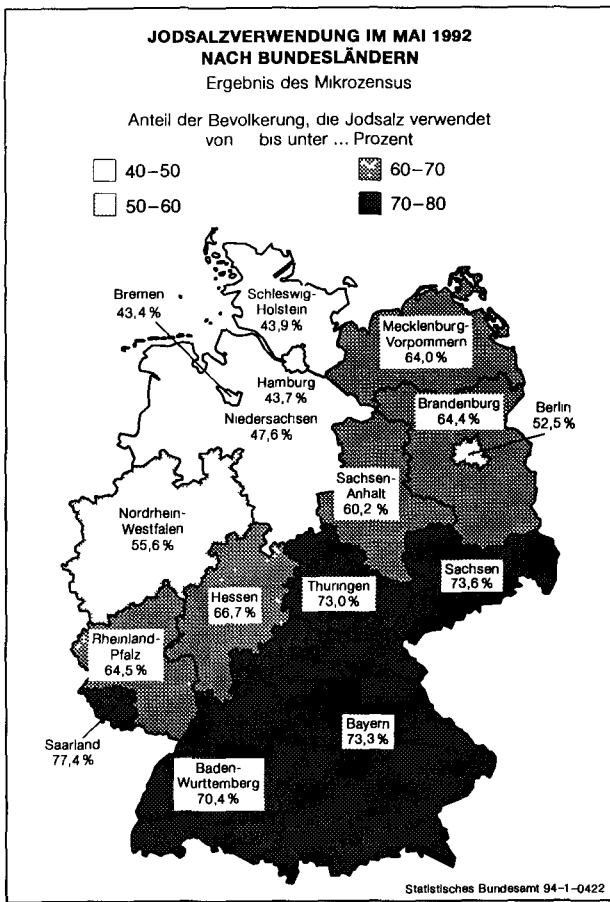 JODSALZVERWENDUNG IM MAI 1992
NACH BUNDESLÄNDERN
Ergebnis des Mikrozensus
Anteil der Bevolkerung, die Jodsalz verwendet
von bis unter ... Prozent
40–50
60–70
50–60
70–80
Bremen
43,4 %
Schleswig-
Holstein
43,9 %
Mecklenburg-
Vorpommern
64,0 %
Hamburg
43,7 %
Niedersachsen
47,6 %
Brandenburg
64,4 %
Berlin
52,5 %
Sachsen-
Anhalt
60,2 %
Nordrhein-
Westfalen
55,6 %
Hessen
66,7 %
Thuringen
73,0 %
Sachsen
73,6 %
Rheinland-
Pfalz
64,5 %
Saarland
77,4 %
Bayern
73,3 %
Baden-
Wurttemberg
70,4 %
Statistisches Bundesamt 94-1-0422